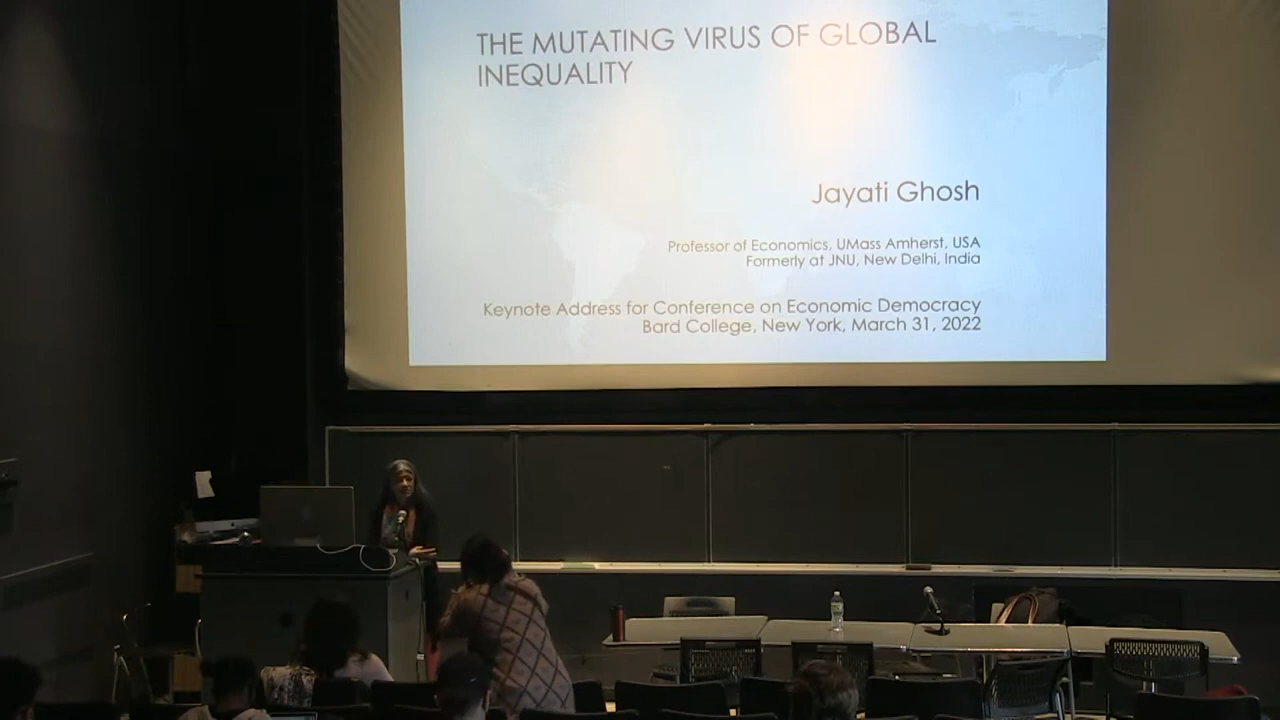 THE MUTATING VIRUS OF GLOBAL
INEQUALITY
Jayati Ghosh
Professor of Economics, UMass Amherst, USA
Formerly at JNU, New Delhi, India
Keynote Address for Conference on Economic Democracy
Bard College, New York, March 31, 2022